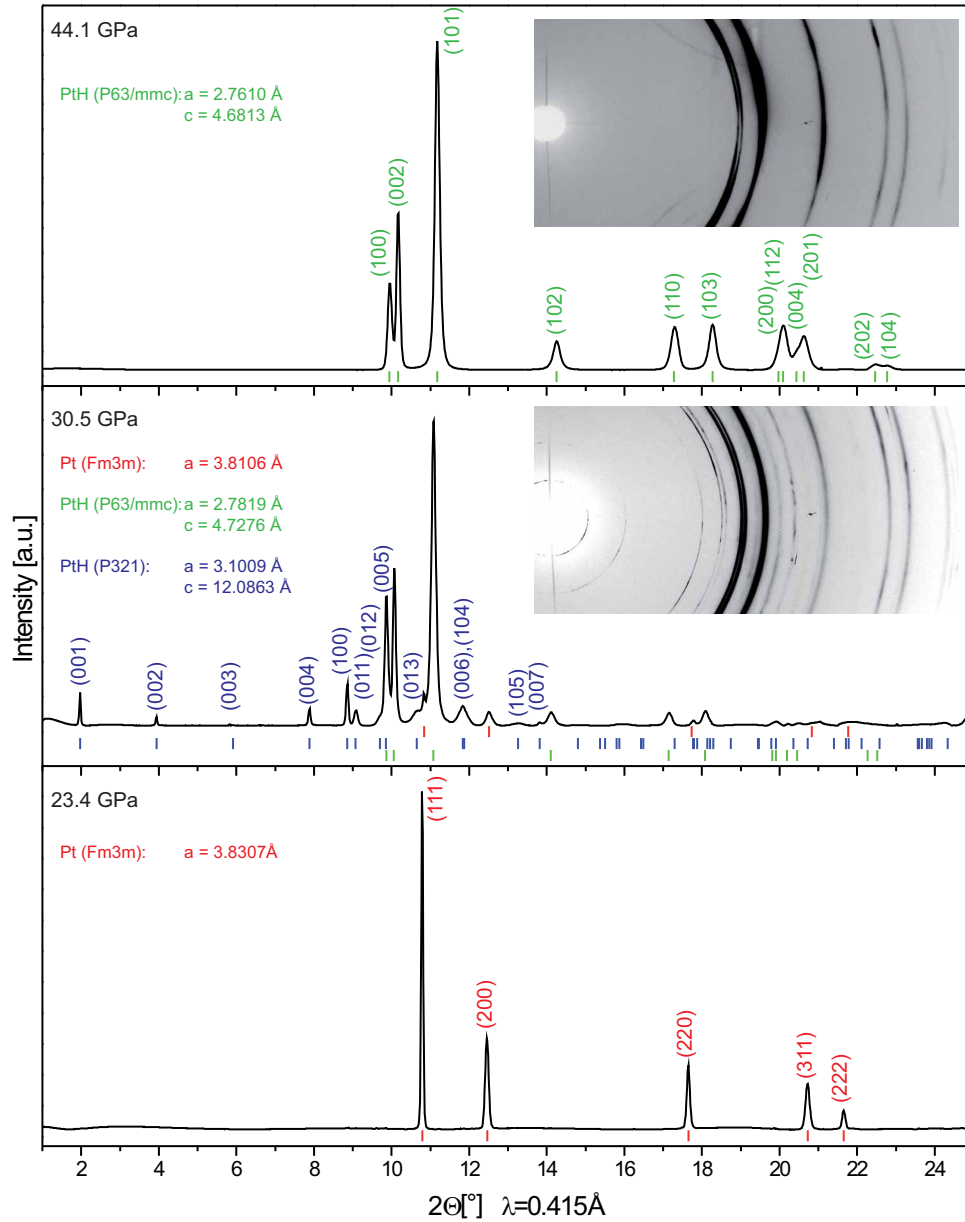 44.1 GPa
PtH (P63/mmc): a = 2.7610 Å
c = 4.6813 Å
(100)
(002)
(101)
(102)
(110)
(103)
(200)
(112)
(004)
(201)
(202)
(104)
30.5 GPa
Pt (Fm3m): a = 3.8106 Å
PtH (P63/mmc): a = 2.7819 Å
c = 4.7276 Å
PtH (P321): a = 3.1009 Å
c = 12.0863 Å
(001)
(002)
(003)
(004)
(100)
(011)
(012)
(005)
(013)
(006),(104)
(105)
(007)
23.4 GPa
Pt (Fm3m): a = 3.8307Å
(111)
(200)
(220)
(311)
(222)
Intensity [a.u.]
2 4 6 8 10 12 14 16 18 20 22 24
2Θ[°] λ=0.415Å